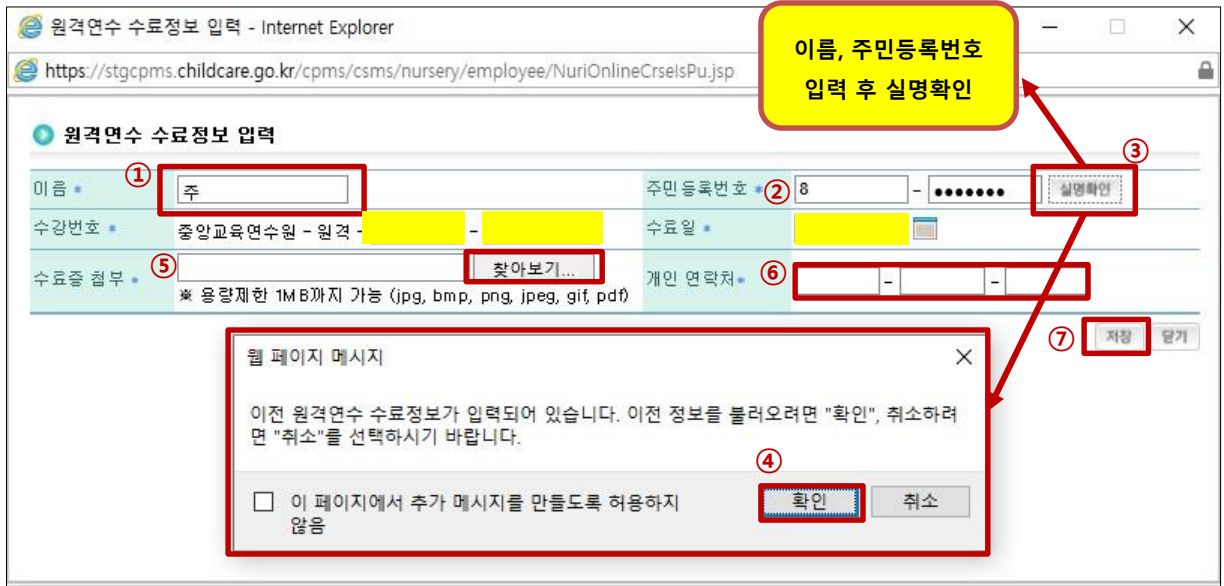 원격연수 수료정보 입력 - Internet Explorer
https://stgcpms.childcare.go.kr/cpms/csms/nursery/employee/NuriOnlineCrseIsPu.jsp
이름, 주민등록번호
입력 후 실명확인
원격연수 수료정보 입력
이름 * ① 주 주민등록번호 * ② 8 - ●●●●●●● ③ 실명확인
수강번호 * 중앙교육연수원 - 원격 - - 수료일 *
수료증 첨부 * ⑤ 찾아보기... 개인 연락처* ⑥ - -
※ 용량제한 1MB까지 가능 (jpg, bmp, png, jpeg, gif, pdf)
⑦ 저장 닫기
웹 페이지 메시지
이전 원격연수 수료정보가 입력되어 있습니다. 이전 정보를 불러오려면 "확인", 취소하려
면 "취소"를 선택하시기 바랍니다.
④
이 페이지에서 추가 메시지를 만들도록 허용하지
않음
확인 취소